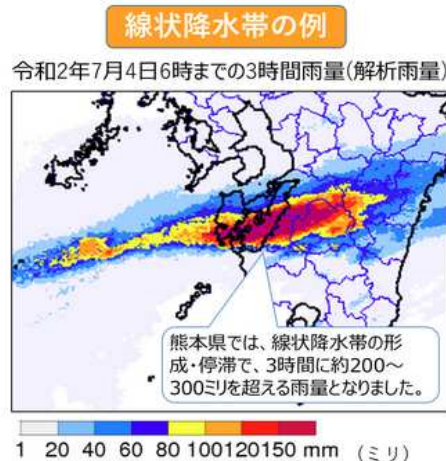 線状降水帯の例
令和2年7月4日6時までの3時間雨量(解析雨量)
熊本県では、線状降水帯の形
成・停滞で、3時間に約200～
300ミリを超える雨量となりました。
1 20 40 60 80 100120150 mm (ミリ)